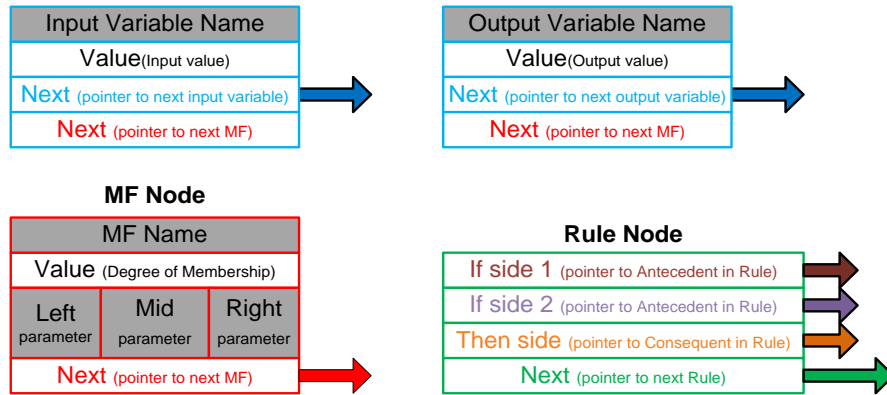 Input Variable Name
Value(Input value)
Next (pointer to next input variable)
Next (pointer to next MF)
Output Variable Name
Value(Output value)
Next (pointer to next output variable)
Next (pointer to next MF)
MF Node
MF Name
Value (Degree of Membership)
Left parameter
Mid parameter
Right parameter
Next (pointer to next MF)
Rule Node
If side 1 (pointer to Antecedent in Rule)
If side 2 (pointer to Antecedent in Rule)
Then side (pointer to Consequent in Rule)
Next (pointer to next Rule)